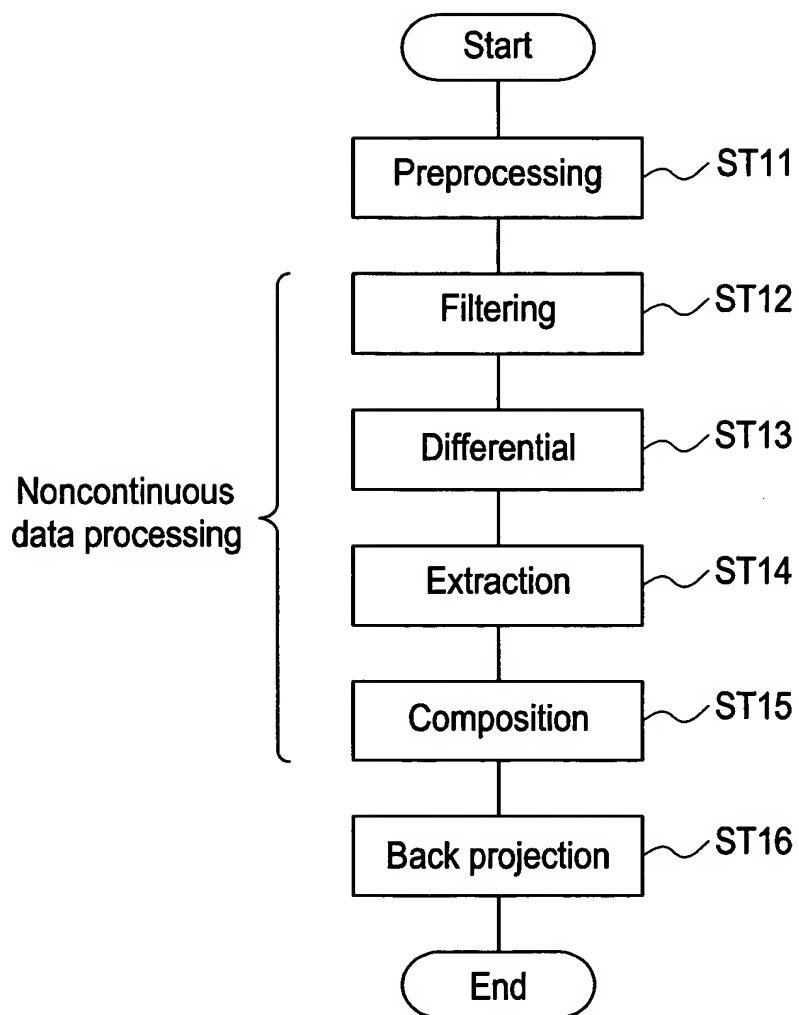 Start
Preprocessing
ST11
Filtering
ST12
Differential
ST13
Noncontinuous
data processing
Extraction
ST14
Composition
ST15
Back projection
ST16
End